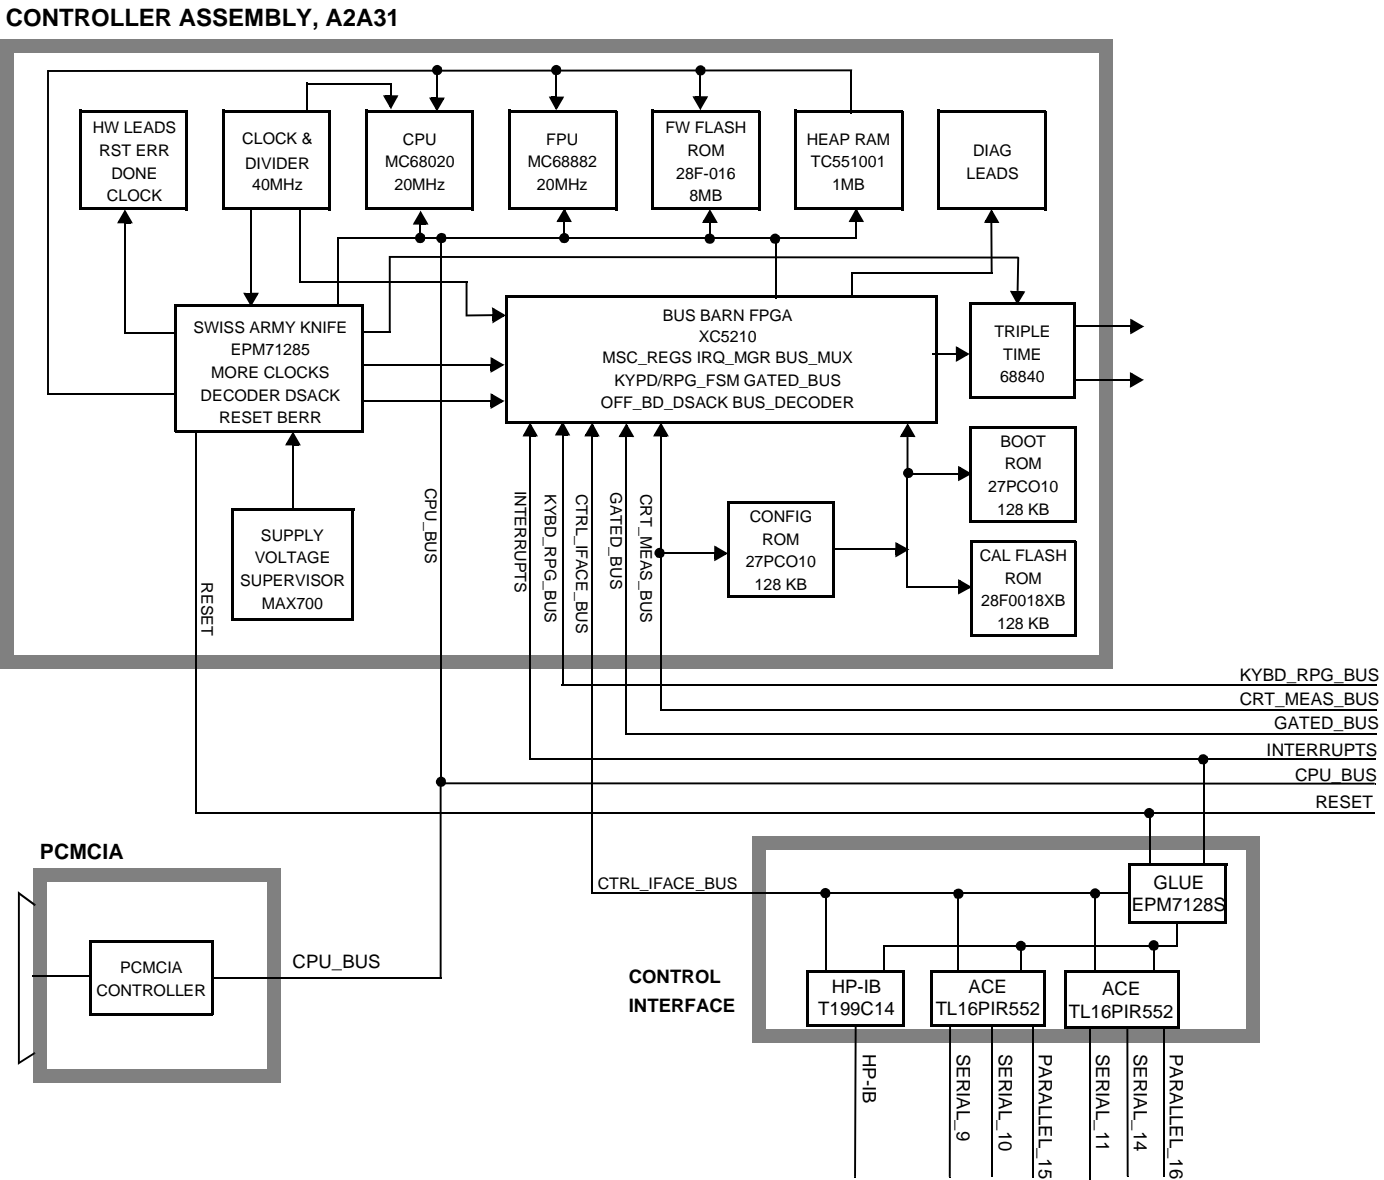 CONTROLLER ASSEMBLY, A2A31
HW LEADS
RST ERR
DONE
CLOCK
CLOCK &
DIVIDER
40MHz
CPU
MC68020
20MHz
FPU
MC68882
20MHz
FW FLASH
ROM
28F-016
8MB
HEAP RAM
TC551001
1MB
DIAG
LEADS
SWISS ARMY KNIFE
EPM71285
MORE CLOCKS
DECODER DSACK
RESET BERR
BUS BARN FPGA
XC5210
MSC_REGS IRQ_MGR BUS_MUX
KYPD/RPG_FSM GATED_BUS
OFF_BD_DSACK BUS_DECODER
TRIPLE
TIME
68840
SUPPLY
VOLTAGE
SUPERVISOR
MAX700
RESET
CPU_BUS
INTERRUPTS
KYBD_RPG_BUS
CTRL_IFACE_BUS
GATED_BUS
CRT_MEAS_BUS
CONFIG
ROM
27PCO10
128 KB
BOOT
ROM
27PCO10
128 KB
CAL FLASH
ROM
28F0018XB
128 KB
KYBD_RPG_BUS
CRT_MEAS_BUS
GATED_BUS
INTERRUPTS
CPU_BUS
RESET
PCMCIA
PCMCIA
CONTROLLER
CPU_BUS
CTRL_IFACE_BUS
GLUE
EPM7128S
CONTROL
INTERFACE
HP-IB
T199C14
ACE
TL16PIR552
ACE
TL16PIR552
HP-IB
SERIAL_9
SERIAL_10
PARALLEL_15
SERIAL_11
SERIAL_14
PARALLEL_16